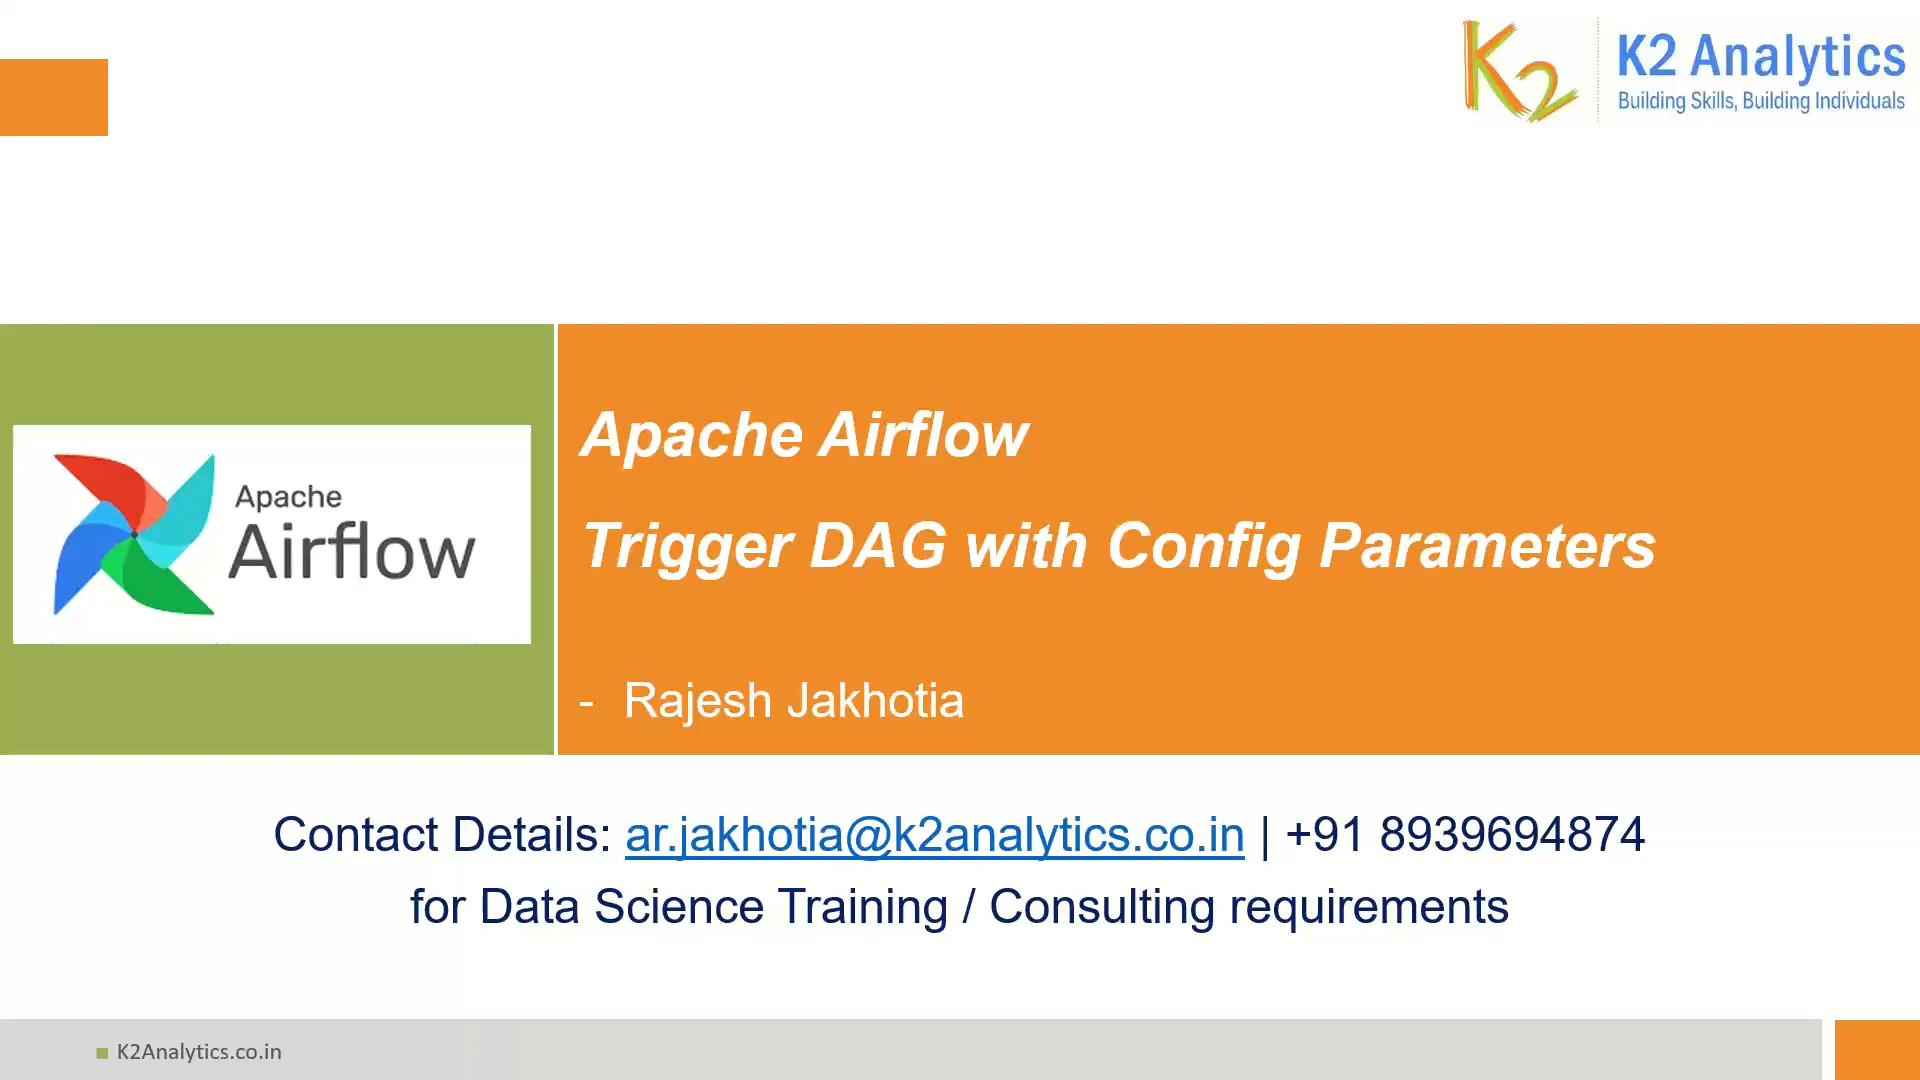 K2
K2 Analytics
Building Skills, Building Individuals
Apache
Airflow
Apache Airflow
Trigger DAG with Config Parameters
- Rajesh Jakhotia
Contact Details: ar.jakhotia@k2analytics.co.in | +91 8939694874
for Data Science Training / Consulting requirements
K2Analytics.co.in